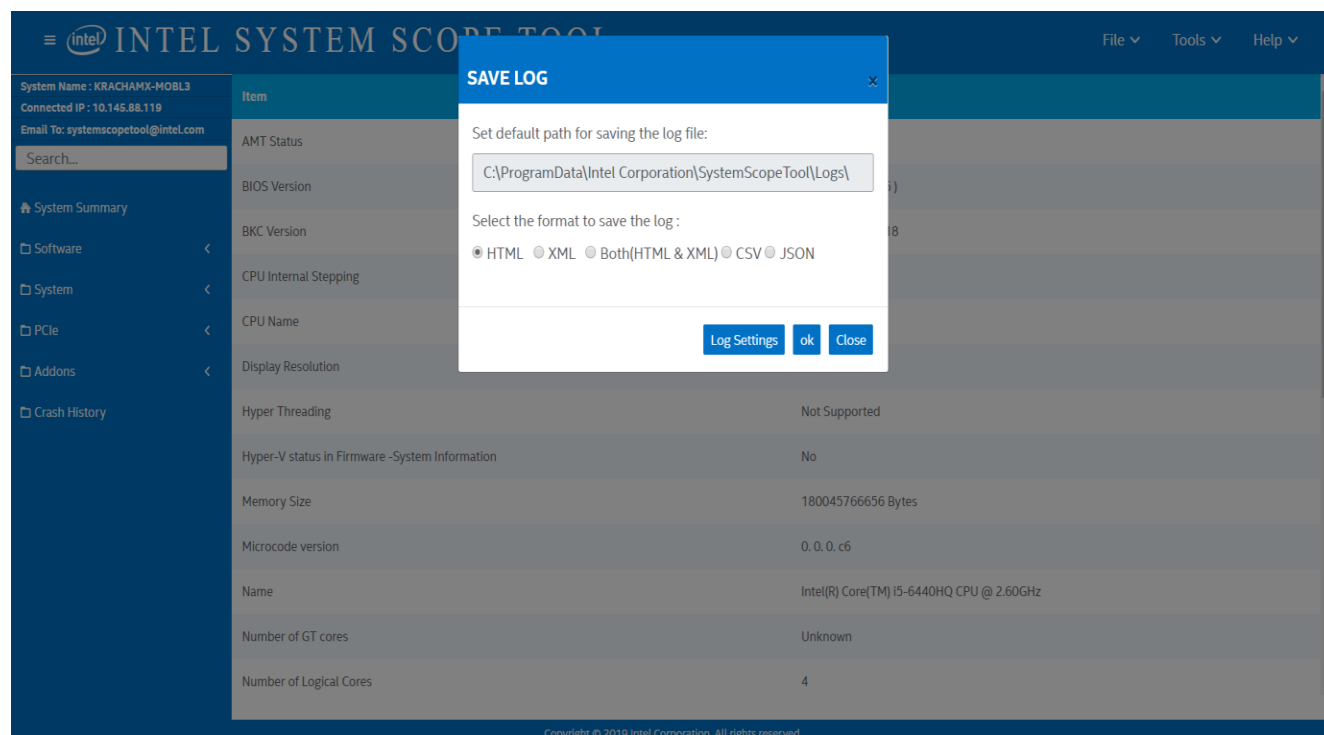 ≡ intel INTEL SYSTEM SCOPE TOOL
File Tools Help
System Name : KRACHAMX-MOBL3
Connected IP : 10.145.88.119
Email To: systemscopetool@intel.com
Search...
System Summary
Software
System
PCIe
Addons
Crash History
SAVE LOG x
Set default path for saving the log file:
C:\ProgramData\Intel Corporation\SystemScopeTool\Logs\
Select the format to save the log :
HTML XML Both(HTML & XML) CSV JSON
Log Settings ok Close
Item
AMT Status
BIOS Version
BKC Version 18
CPU Internal Stepping
CPU Name
Display Resolution
Hyper Threading Not Supported
Hyper-V status in Firmware -System Information No
Memory Size 180045766656 Bytes
Microcode version 0. 0. 0. c6
Name Intel(R) Core(TM) i5-6440HQ CPU @ 2.60GHz
Number of GT cores Unknown
Number of Logical Cores 4
Copyright © 2019 Intel Corporation. All rights reserved